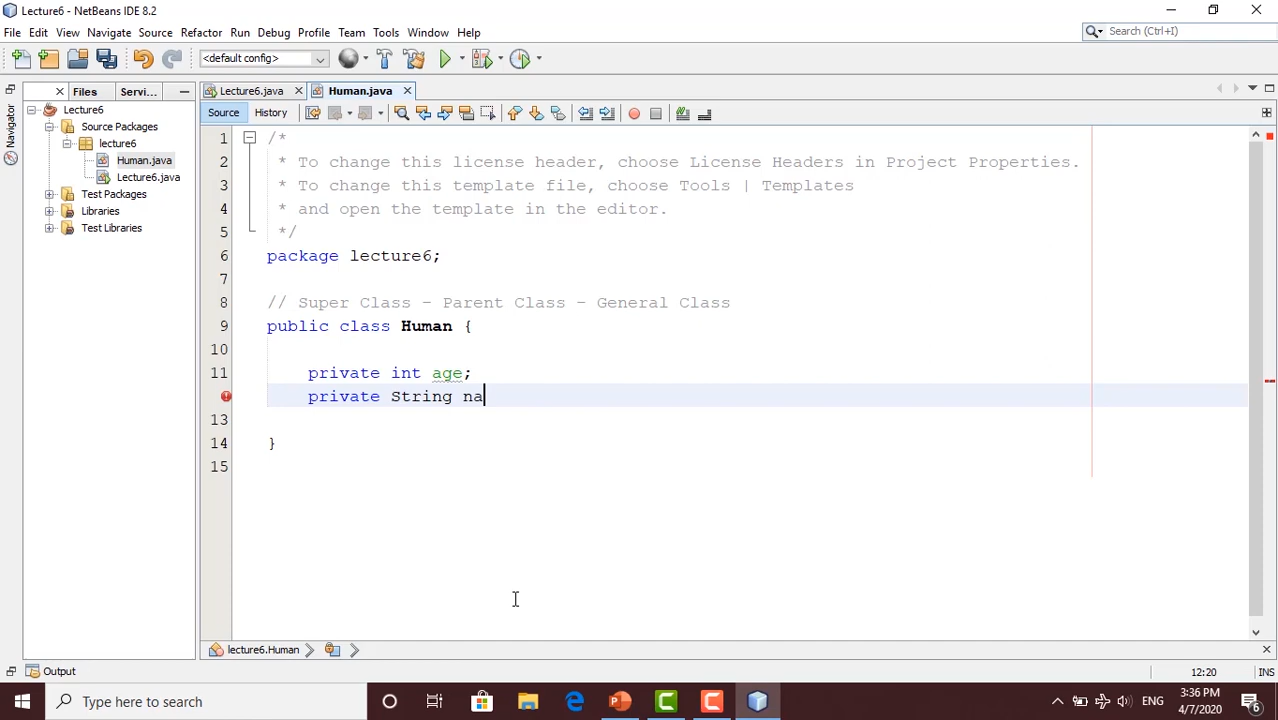 Lecture6 - NetBeans IDE 8.2
File Edit View Navigate Source Refactor Run Debug Profile Team Tools Window Help
Search (Ctrl+I)
<default config>
Files Servi...
Lecture6.java Human.java
Navigator
Source History
Lecture6
Source Packages
lecture6
Human.java
Lecture6.java
Test Packages
Libraries
Test Libraries
1 /*
2 * To change this license header, choose License Headers in Project Properties.
3 * To change this template file, choose Tools | Templates
4 * and open the template in the editor.
5 */
6 package lecture6;
7
8 // Super Class - Parent Class - General Class
9 public class Human {
10
11 private int age;
private String na
13
14 }
15
lecture6.Human
Output
12:20 INS
Type here to search
ENG
3:36 PM
4/7/2020
6